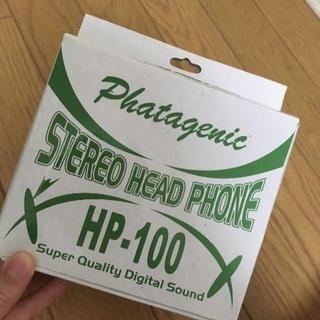 Phatagenic
STEREO HEAD PHONE
HP-100
Super Quality Digital Sound